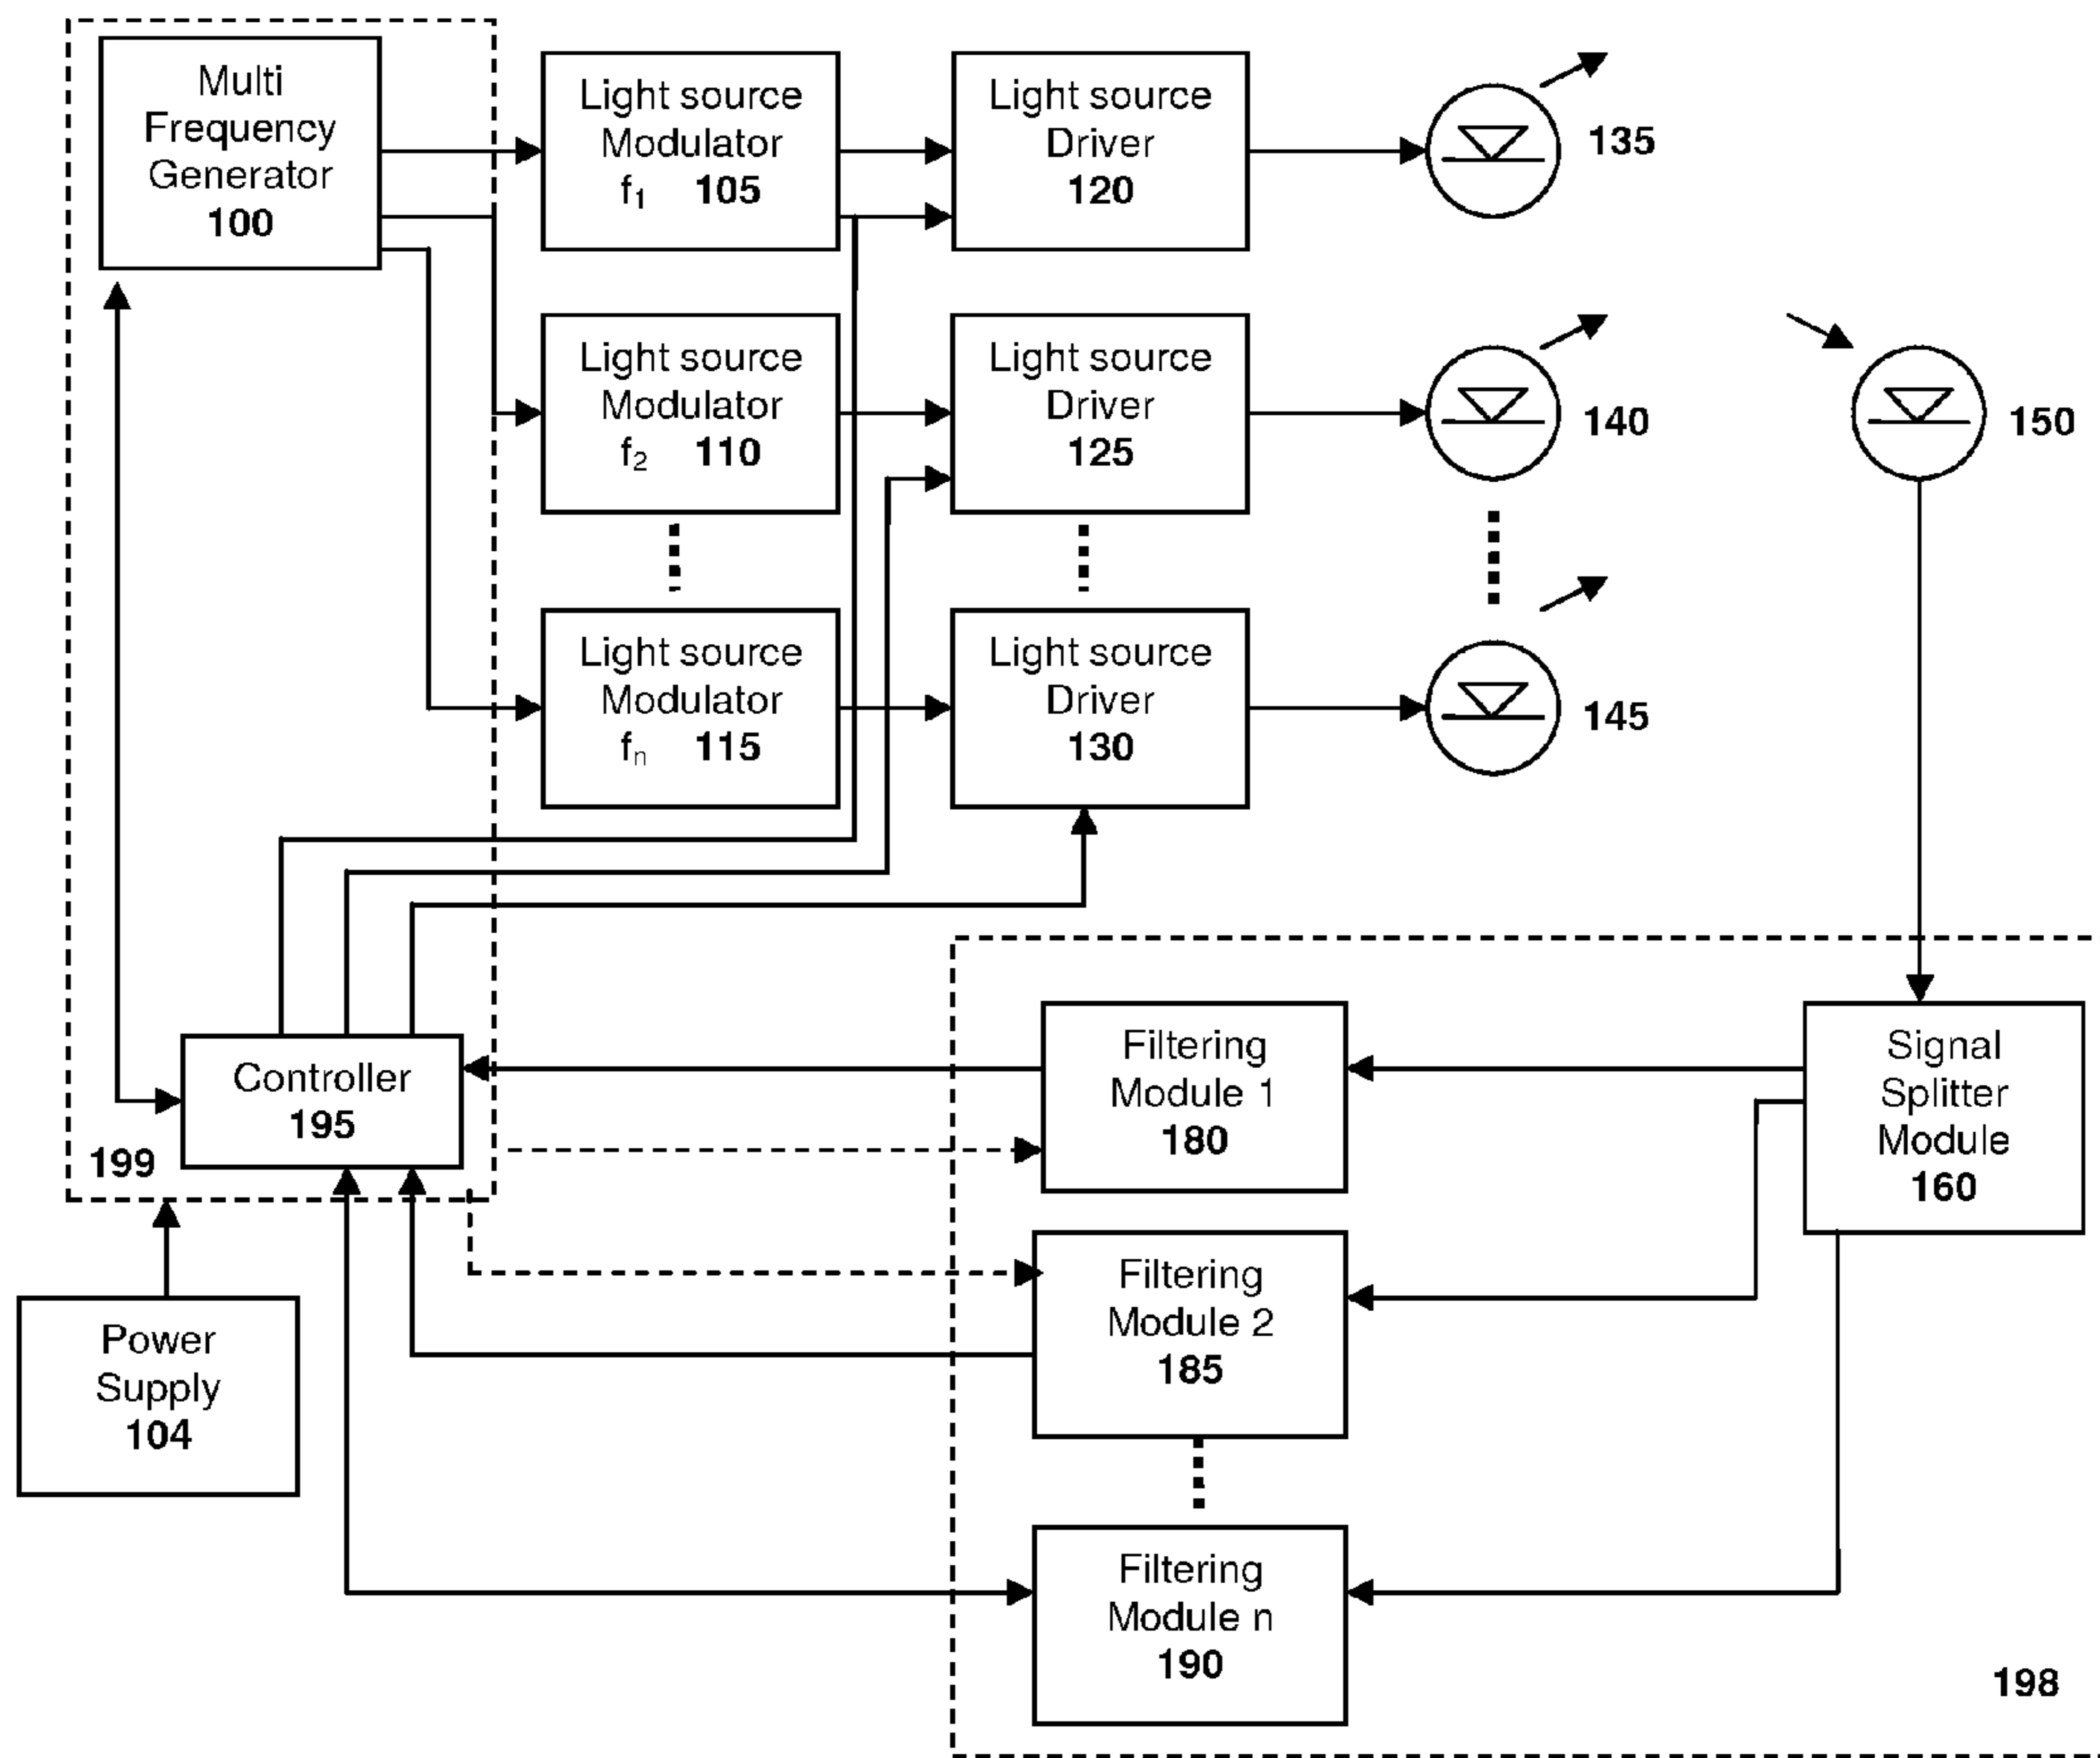 Multi
Frequency
Generator
100
Light source
Modulator
f1 105
Light source
Driver
120
135
Light source
Modulator
f2 110
Light source
Driver
125
140
150
Light source
Modulator
fn 115
Light source
Driver
130
145
Controller
195
199
Filtering
Module 1
180
Signal
Splitter
Module
160
Power
Supply
104
Filtering
Module 2
185
Filtering
Module n
190
198